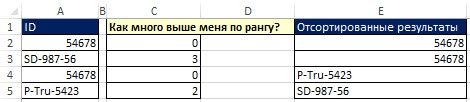 A B C D E
1 ID Как много выше меня по рангу? Отсортированные результаты
2 54678 0 54678
3 SD-987-56 3 54678
4 54678 0 P-Tru-5423
5 P-Tru-5423 2 SD-987-56